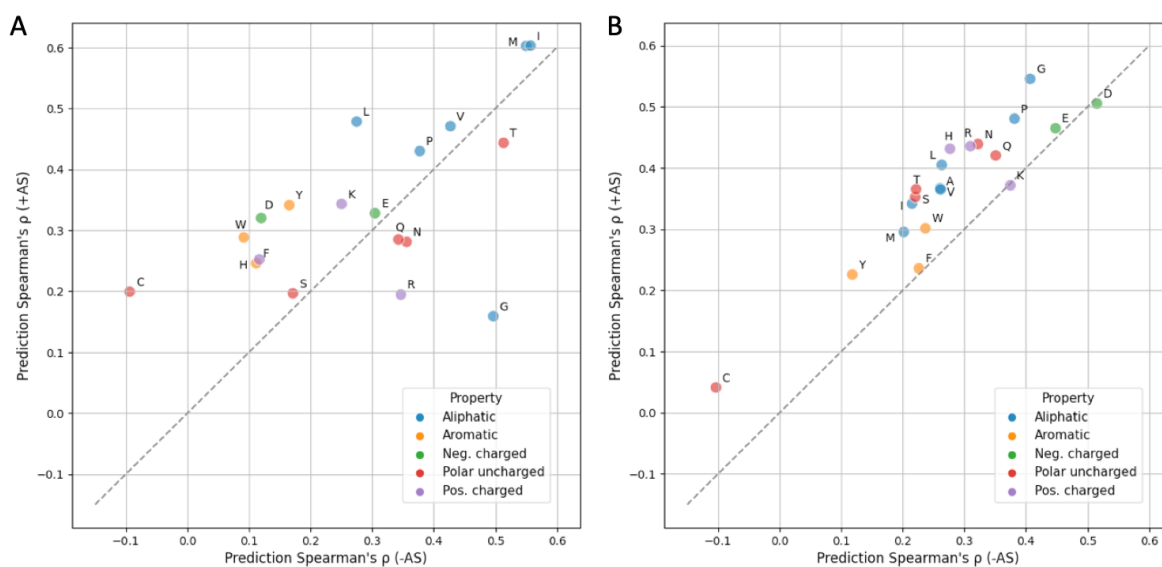 A
Prediction Spearman's ρ (+AS)
0.6
0.5
0.4
0.3
0.2
0.1
0.0
−0.1
M
I
L
V
T
P
Y
K
D
E
W
Q
N
F
H
C
S
R
G
Property
Aliphatic
Aromatic
Neg. charged
Polar uncharged
Pos. charged
−0.1
0.0
0.1
0.2
0.3
0.4
0.5
0.6
Prediction Spearman's ρ (-AS)
B
Prediction Spearman's ρ (+AS)
0.6
0.5
0.4
0.3
0.2
0.1
0.0
−0.1
G
D
P
E
H
R
N
Q
L
K
T
A
V
I
S
W
M
Y
F
C
Property
Aliphatic
Aromatic
Neg. charged
Polar uncharged
Pos. charged
−0.1
0.0
0.1
0.2
0.3
0.4
0.5
0.6
Prediction Spearman's ρ (-AS)